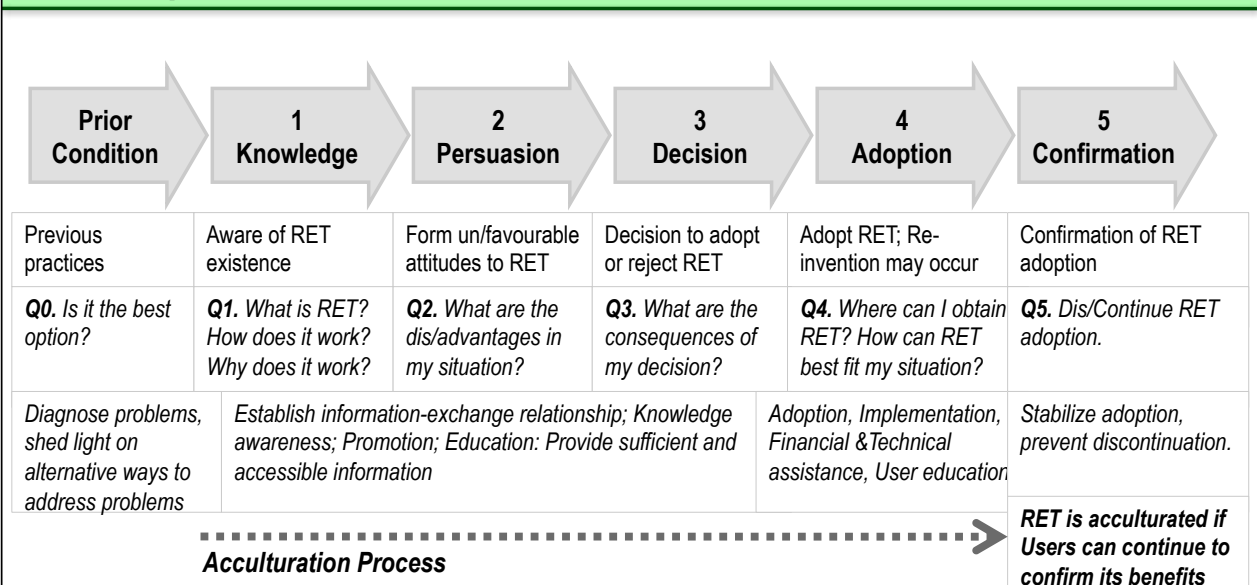 Prior
Condition
1
Knowledge
2
Persuasion
3
Decision
4
Adoption
5
Confirmation
Previous
practices
Aware of RET
existence
Form un/favourable
attitudes to RET
Decision to adopt
or reject RET
Adopt RET; Re-
invention may occur
Confirmation of RET
adoption
Q0. Is it the best
option?
Q1. What is RET?
How does it work?
Why does it work?
Q2. What are the
dis/advantages in
my situation?
Q3. What are the
consequences of
my decision?
Q4. Where can I obtain
RET? How can RET
best fit my situation?
Q5. Dis/Continue RET
adoption.
Diagnose problems,
shed light on
alternative ways to
address problems
Establish information-exchange relationship; Knowledge
awareness; Promotion; Education: Provide sufficient and
accessible information
Adoption, Implementation,
Financial &Technical
assistance, User education
Stabilize adoption,
prevent discontinuation.
RET is acculturated if
Users can continue to
confirm its benefits
Acculturation Process